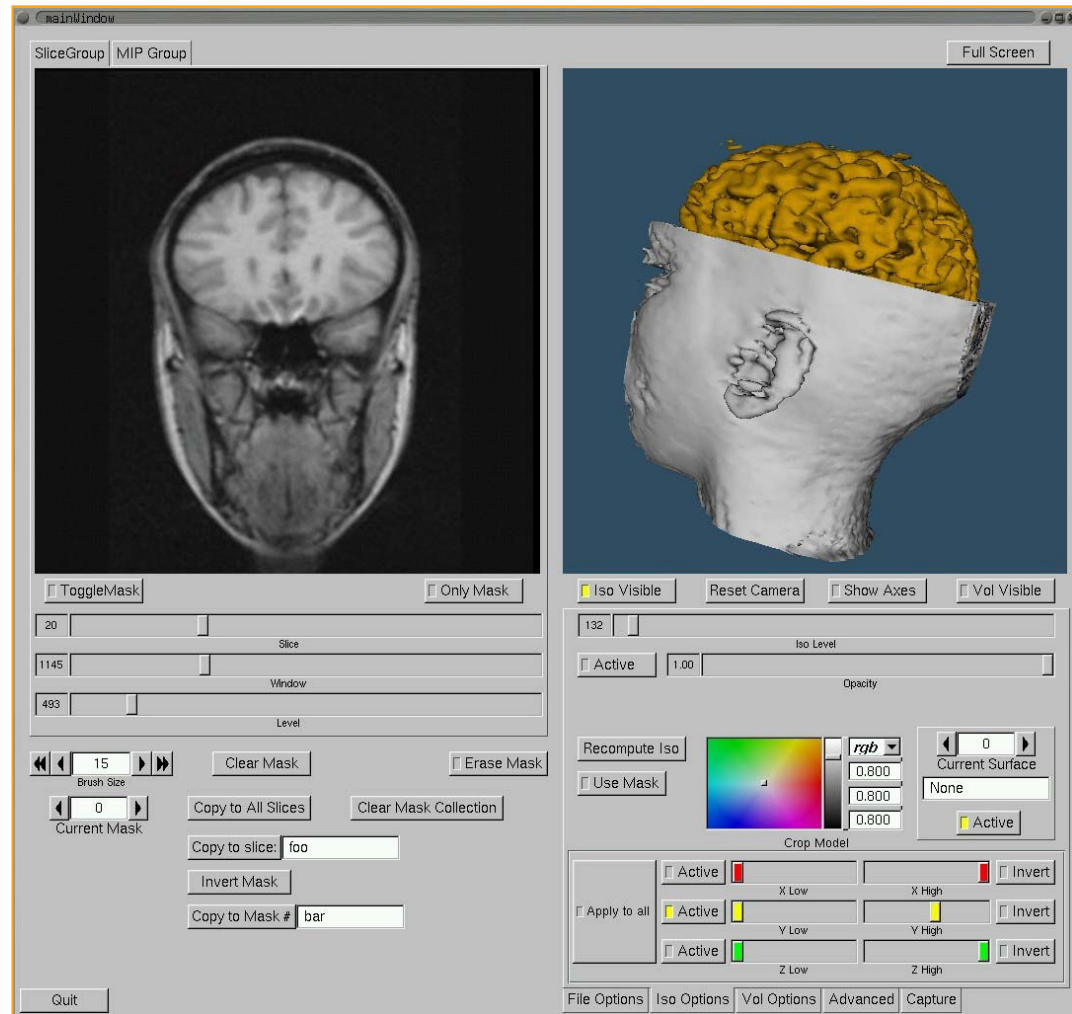 mainWindow
SliceGroup MIP Group
Full Screen
ToggleMask
Only Mask
Iso Visible
Reset Camera
Show Axes
Vol Visible
20
Slice
1145
Window
493
Level
132
Iso Level
Active
1.00
Opacity
15
Brush Size
Clear Mask
Erase Mask
0
Current Mask
Copy to All Slices
Clear Mask Collection
Copy to slice: foo
Invert Mask
Copy to Mask # bar
Recompute Iso
Use Mask
rgb
0.800
0.800
0.800
0
Current Surface
None
Active
Crop Model
Apply to all
Active
X Low
X High
Invert
Active
Y Low
Y High
Invert
Active
Z Low
Z High
Invert
File Options Iso Options Vol Options Advanced Capture
Quit